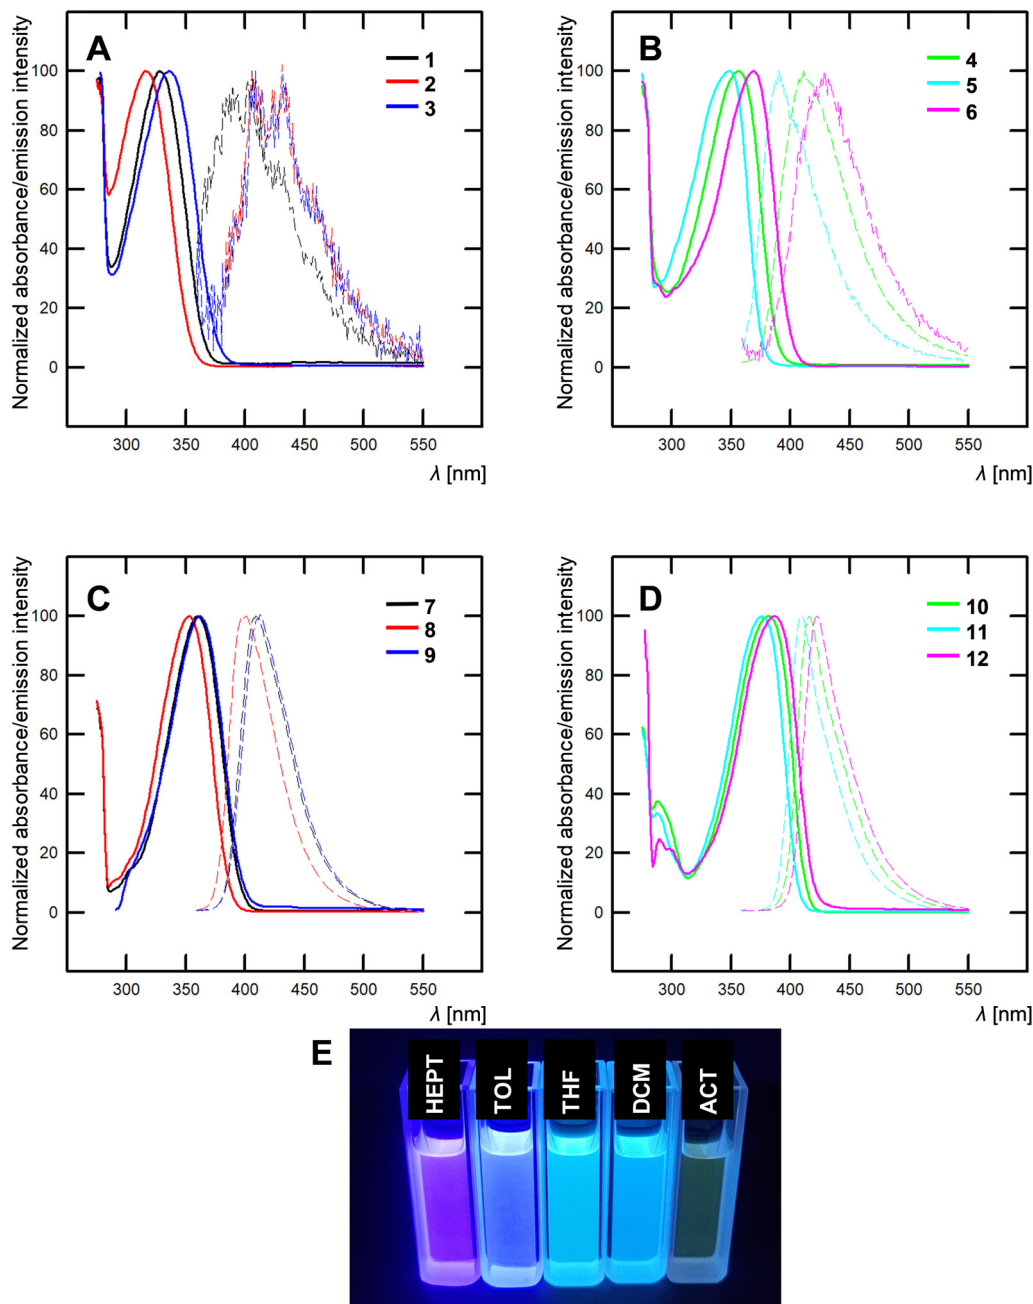 A
1
2
3
Normalized absorbance/emission intensity
100
80
60
40
20
0
300 350 400 450 500 550
λ [nm]
B
4
5
6
Normalized absorbance/emission intensity
100
80
60
40
20
0
300 350 400 450 500 550
λ [nm]
C
7
8
9
Normalized absorbance/emission intensity
100
80
60
40
20
0
300 350 400 450 500 550
λ [nm]
D
10
11
12
Normalized absorbance/emission intensity
100
80
60
40
20
0
300 350 400 450 500 550
λ [nm]
E
HEPT
TOL
THF
DCM
ACT